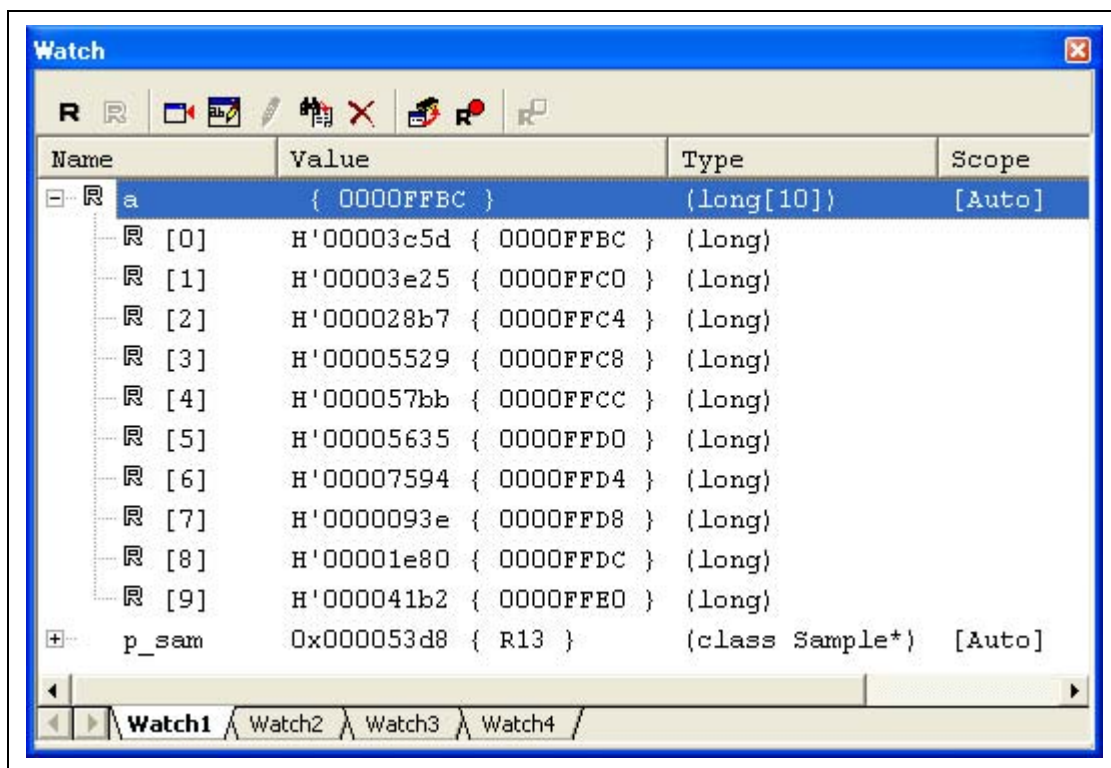 Watch
Name Value Type Scope
R a { 0000FFBC } (long[10]) [Auto]
R [0] H'00003c5d { 0000FFBC } (long)
R [1] H'00003e25 { 0000FFC0 } (long)
R [2] H'000028b7 { 0000FFC4 } (long)
R [3] H'00005529 { 0000FFC8 } (long)
R [4] H'000057bb { 0000FFCC } (long)
R [5] H'00005635 { 0000FFD0 } (long)
R [6] H'00007594 { 0000FFD4 } (long)
R [7] H'0000093e { 0000FFD8 } (long)
R [8] H'00001e80 { 0000FFDC } (long)
R [9] H'000041b2 { 0000FFE0 } (long)
p_sam 0x000053d8 { R13 } (class Sample*) [Auto]
Watch1 Watch2 Watch3 Watch4